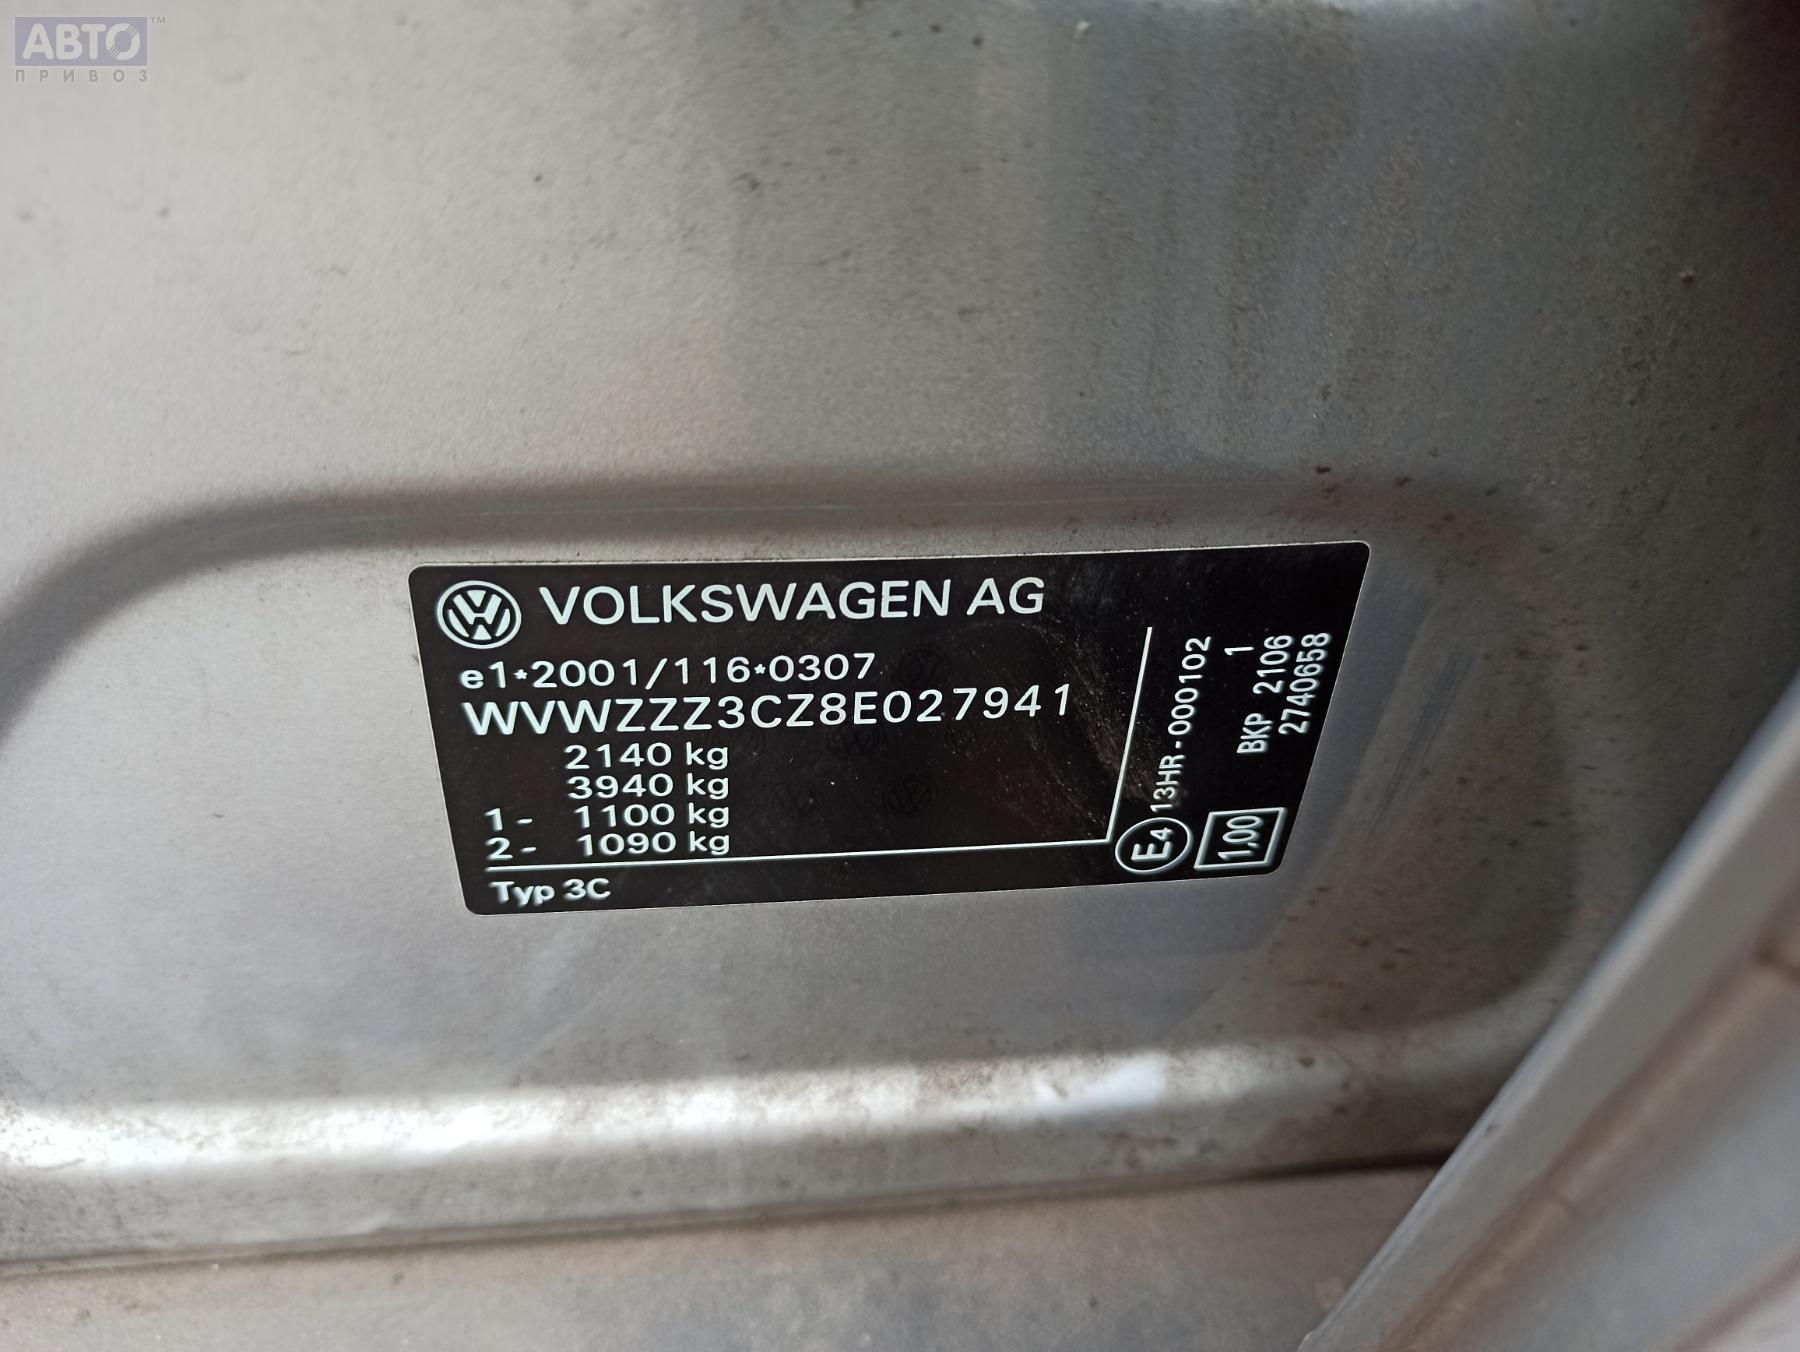 АВТО™
ПРИВОЗ
VOLKSWAGEN AG
e1*2001/116*0307
WVWZZZ3CZ8E027941
2140 kg
3940 kg
1- 1100 kg
2- 1090 kg
Typ 3C
E4 13HR-000102
1,00
BKP 2106 1
2740658